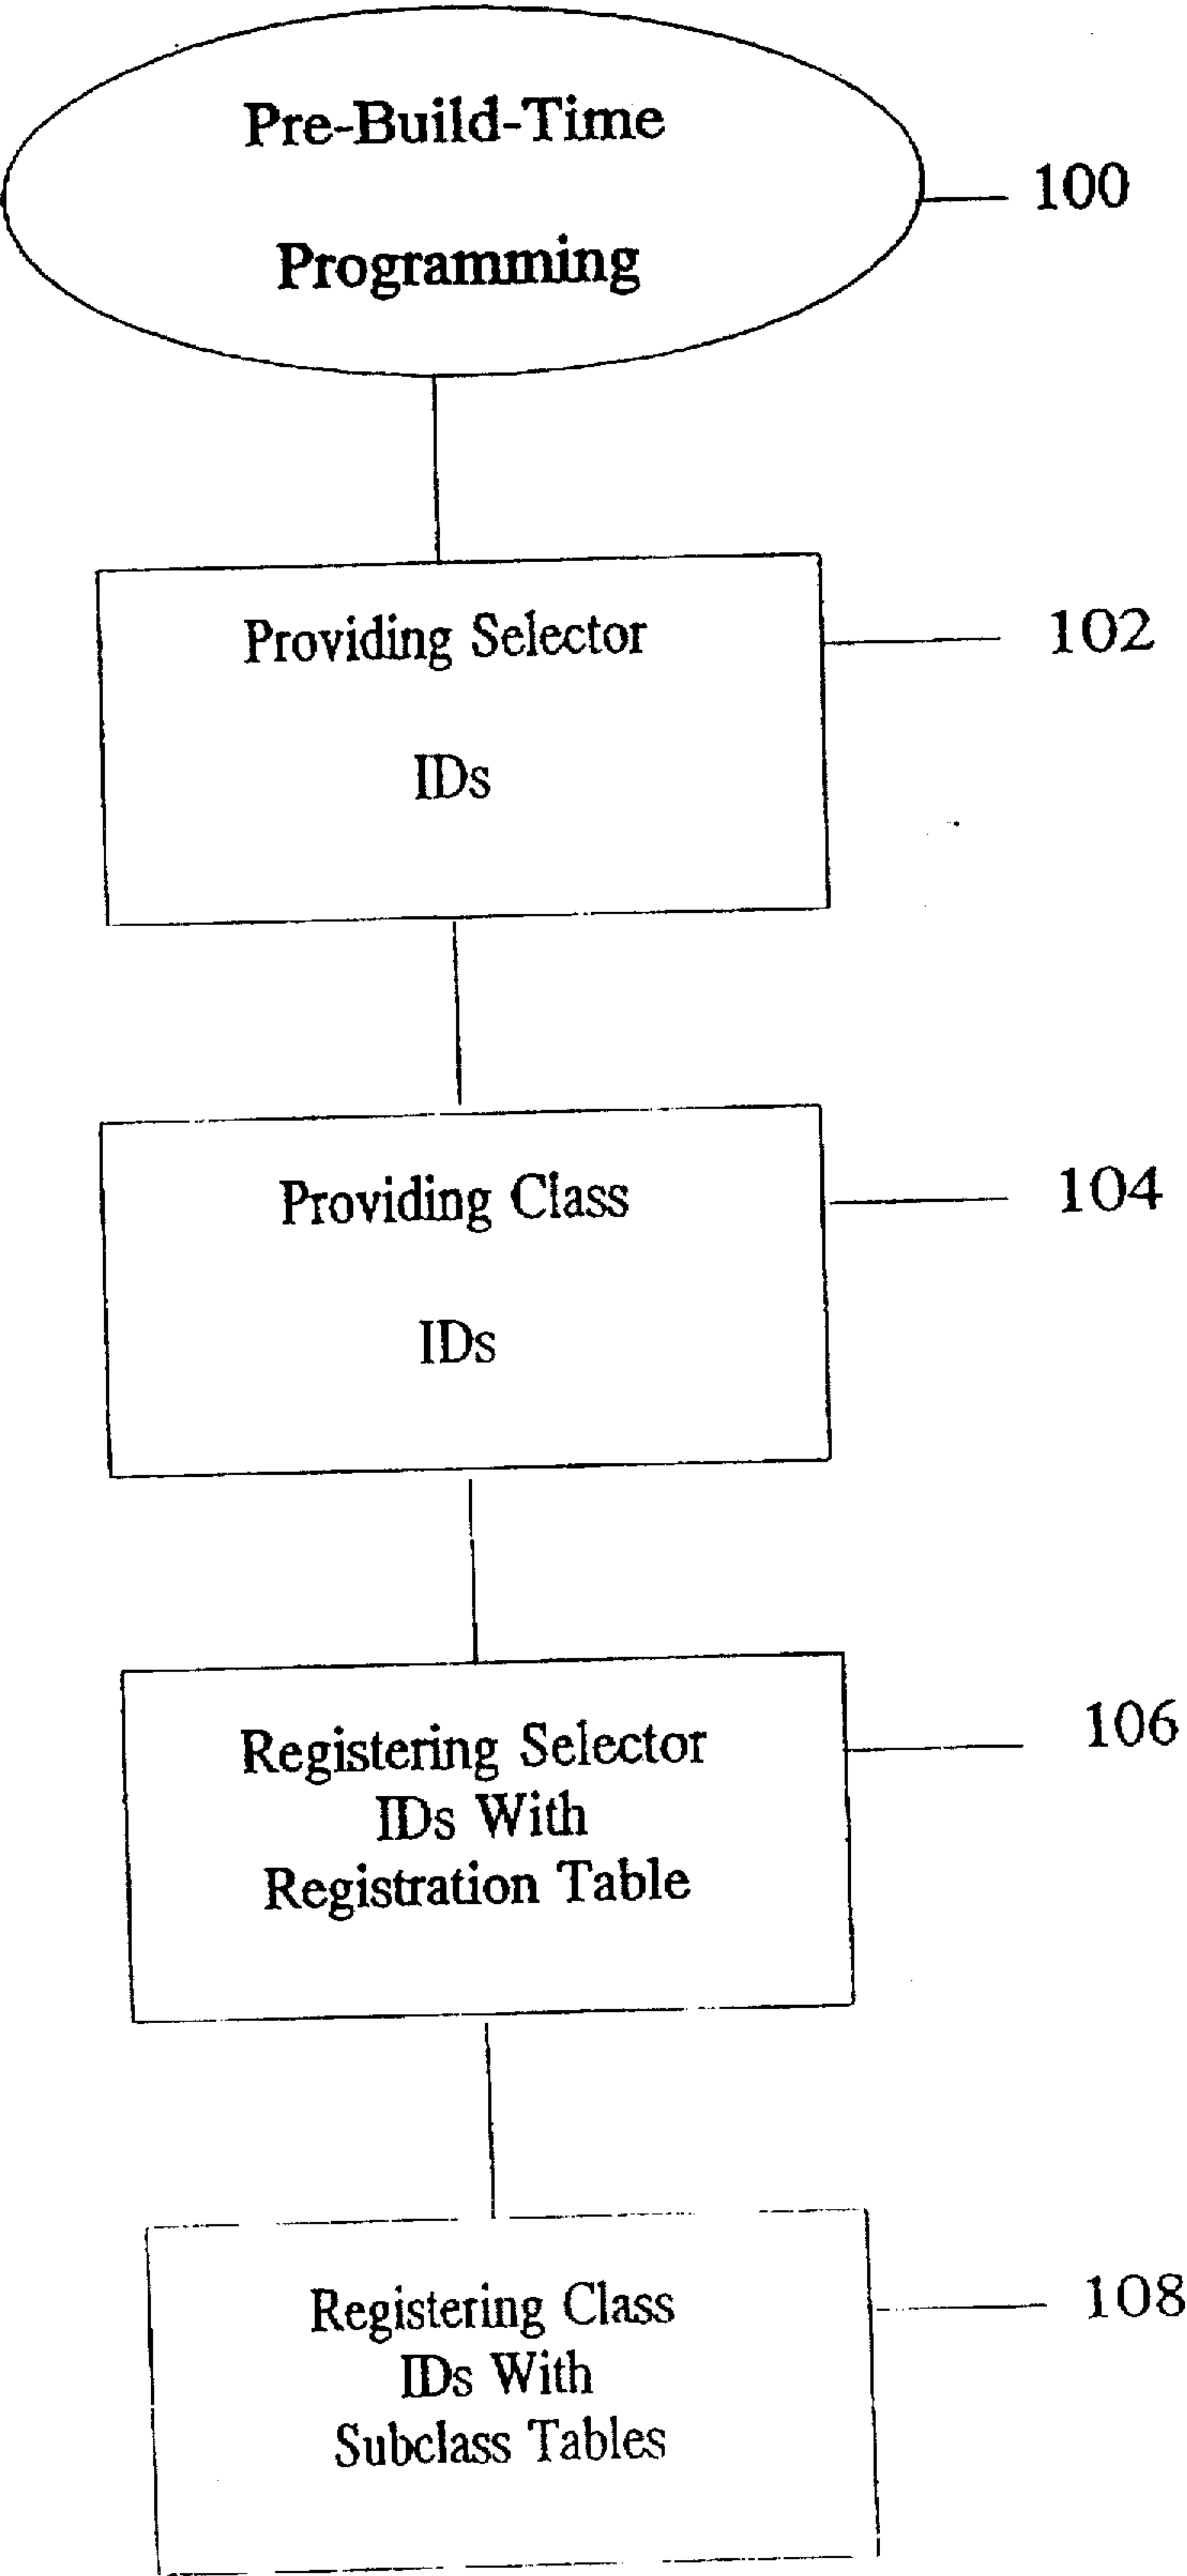 Pre-Build-Time
Programming
100
Providing Selector
IDs
102
Providing Class
IDs
104
Registering Selector
IDs With
Registration Table
106
Registering Class
IDs With
Subclass Tables
108